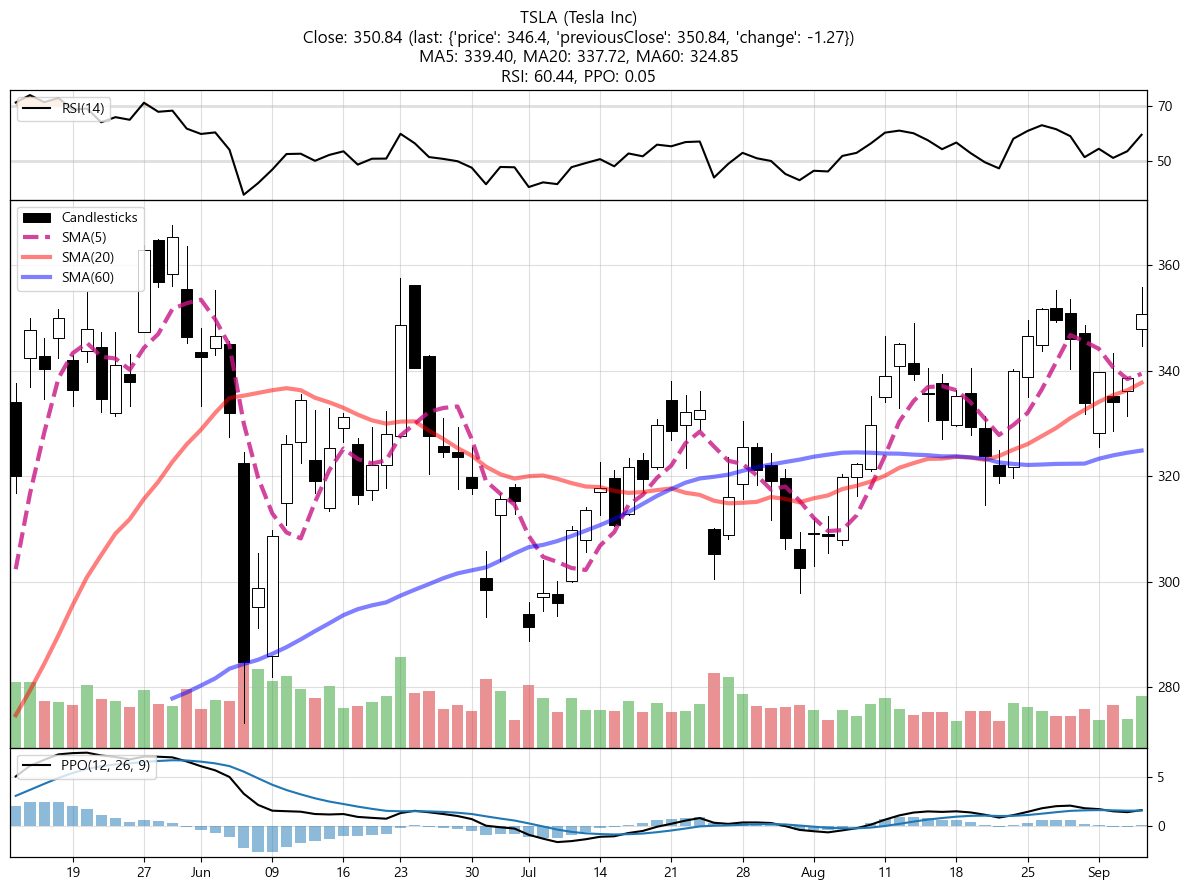 TSLA (Tesla Inc)
Close: 350.84 (last: {'price': 346.4, 'previousClose': 350.84, 'change': -1.27})
MA5: 339.40, MA20: 337.72, MA60: 324.85
RSI: 60.44, PPO: 0.05
RSI(14)
70
50
Candlesticks
SMA(5)
SMA(20)
SMA(60)
360
340
320
300
280
PPO(12, 26, 9)
5
0
19 27 Jun 09 16 23 Jul 14 21 28 Aug 11 18 25 Sep